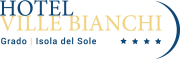 HOTEL
VILLE BIANCHI
Grado | Isola del Sole